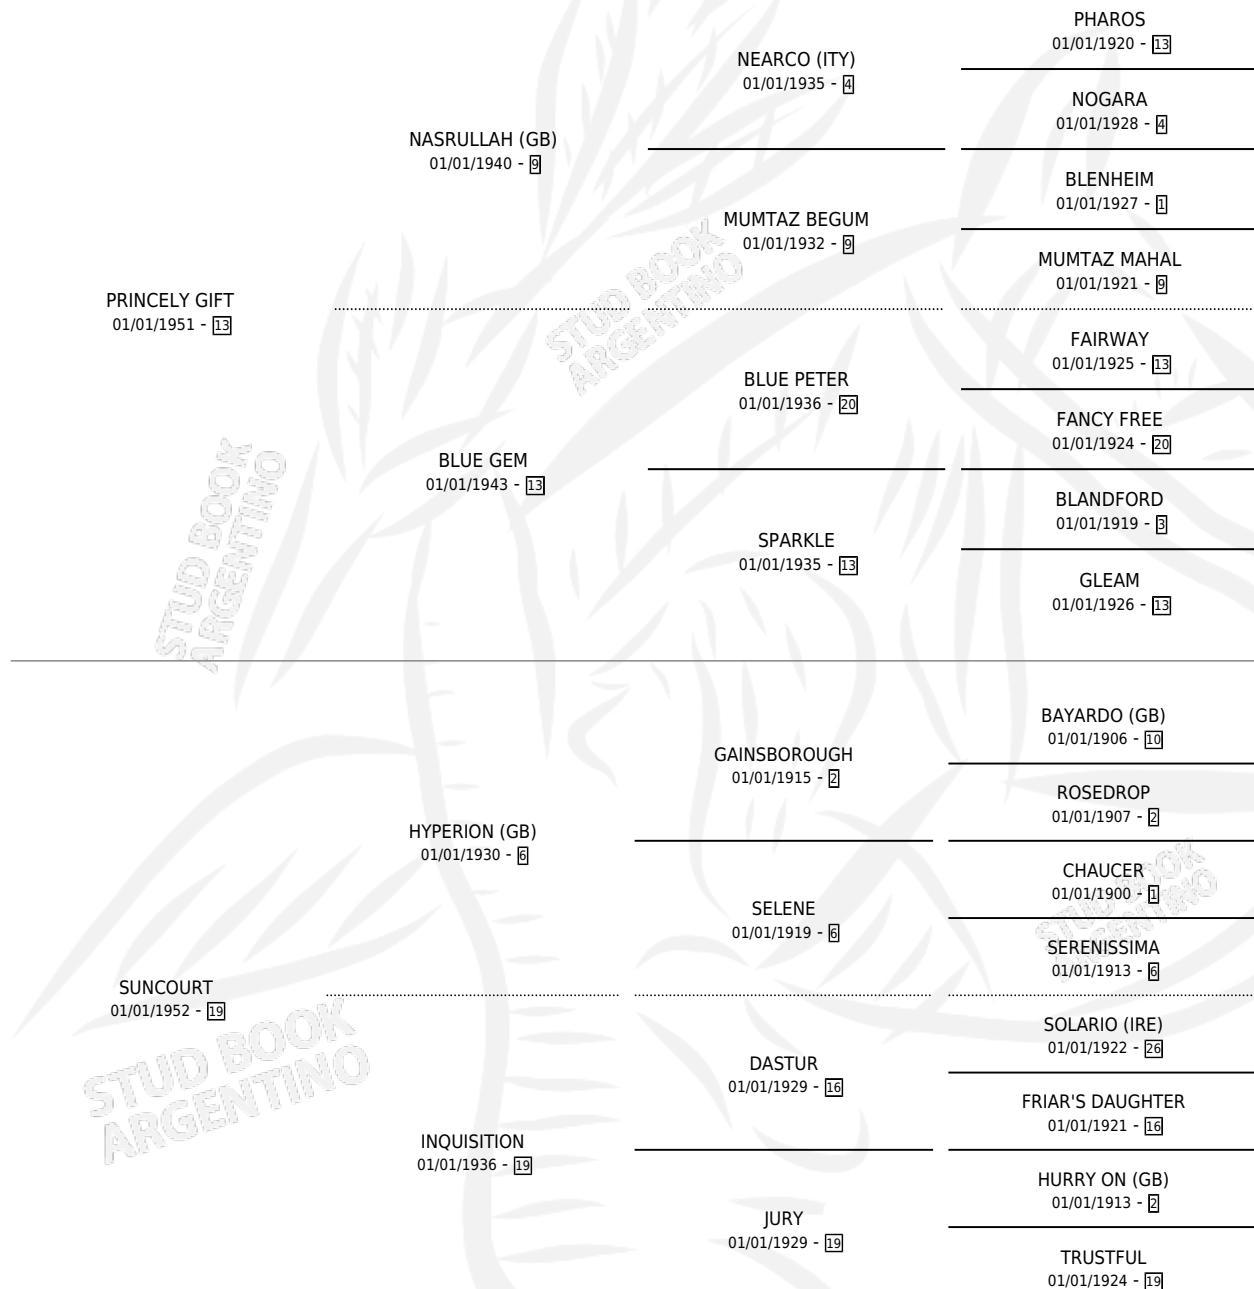 PHAROS
01/01/1920 - 13
NEARCO (ITY)
01/01/1935 - 4
NOGARA
01/01/1928 - 4
NASRULLAH (GB)
01/01/1940 - 9
BLENHEIM
01/01/1927 - 1
MUMTAZ BEGUM
01/01/1932 - 9
MUMTAZ MAHAL
01/01/1921 - 9
PRINCELY GIFT
01/01/1951 - 13
STUD BOOK
ARGENTINO
FAIRWAY
01/01/1925 - 13
BLUE PETER
01/01/1936 - 20
FANCY FREE
01/01/1924 - 20
BLUE GEM
01/01/1943 - 13
BLANDFORD
01/01/1919 - 3
SPARKLE
01/01/1935 - 13
GLEAM
01/01/1926 - 13
STUD BOOK
ARGENTINO
BAYARDO (GB)
01/01/1906 - 10
GAINSBOROUGH
01/01/1915 - 2
ROSEDROP
01/01/1907 - 2
HYPERION (GB)
01/01/1930 - 6
CHAUCER
01/01/1900 - 1
SELENE
01/01/1919 - 6
SERENISSIMA
01/01/1913 - 6
STUD BOOK
ARGENTINO
SUNCOURT
01/01/1952 - 19
SOLARIO (IRE)
01/01/1922 - 26
DASTUR
01/01/1929 - 16
FRIAR'S DAUGHTER
01/01/1921 - 16
STUD BOOK
ARGENTINO
INQUISITION
01/01/1936 - 19
HURRY ON (GB)
01/01/1913 - 2
JURY
01/01/1929 - 19
TRUSTFUL
01/01/1924 - 19